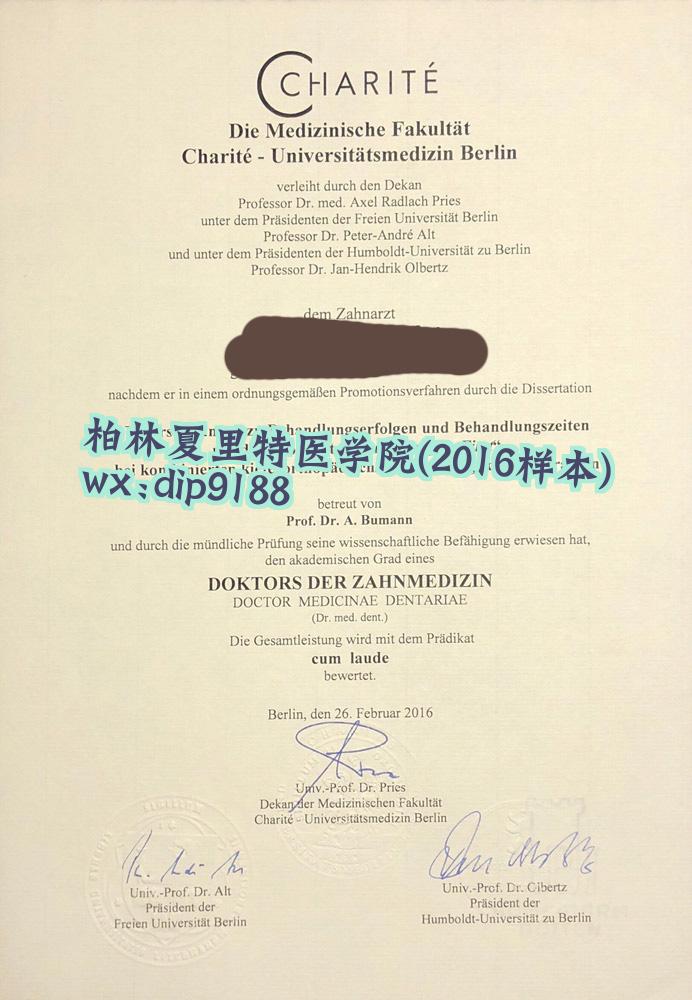 CHARITÉ
Die Medizinische Fakultät
Charité - Universitätsmedizin Berlin
verleiht durch den Dekan
Professor Dr. med. Axel Radlach Pries
unter dem Präsidenten der Freien Universität Berlin
Professor Dr. Peter-André Alt
und unter dem Präsidenten der Humboldt-Universität zu Berlin
Professor Dr. Jan-Hendrik Olbertz
dem Zahnarzt
nachdem er in einem ordnungsgemäßen Promotionsverfahren durch die Dissertation
zu Behandlungserfolgen und Behandlungszeiten
柏林夏里特医学院(2016样本)
bei kombinierten
wx:dip9188
betreut von
Prof. Dr. A. Bumann
und durch die mündliche Prüfung seine wissenschaftliche Befähigung erwiesen hat,
den akademischen Grad eines
DOKTORS DER ZAHNMEDIZIN
DOCTOR MEDICINAE DENTARIAE
(Dr. med. dent.)
Die Gesamtleistung wird mit dem Prädikat
cum laude
bewertet.
Berlin, den 26. Februar 2016
Univ.-Prof. Dr. Pries
Dekan der Medizinischen Fakultät
Charité - Universitätsmedizin Berlin
Univ.-Prof. Dr. Alt
Präsident der
Freien Universität Berlin
Univ.-Prof. Dr. Olbertz
Präsident der
Humboldt-Universität zu Berlin